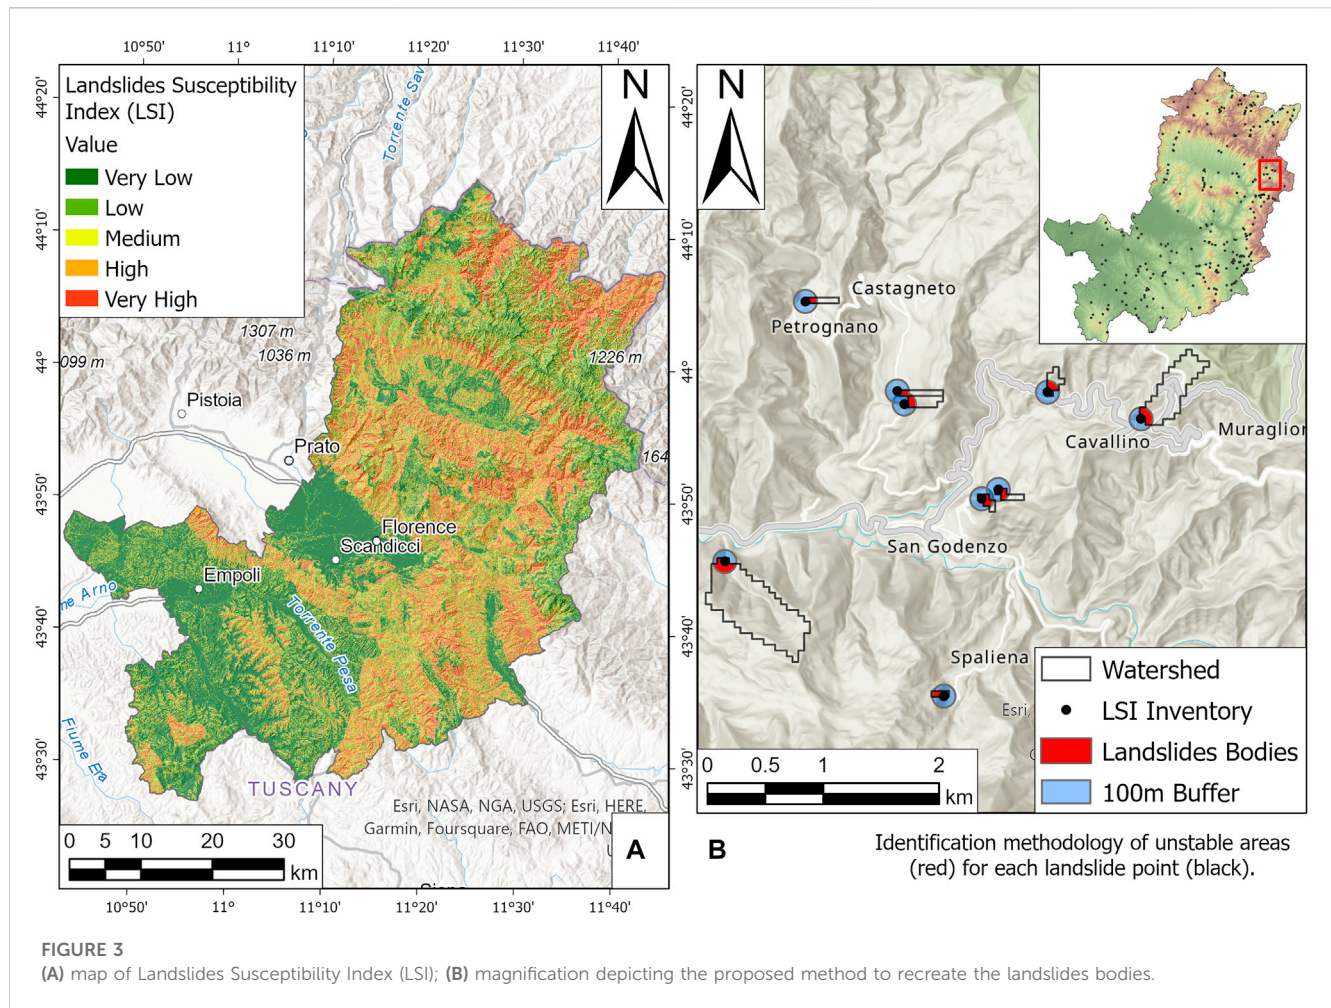 10°50'
11°
11°10'
11°20'
11°30'
11°40'
44°20'
44°10'
44°
43°50'
43°40'
43°30'
Landslides Susceptibility
Index (LSI)
Value
Very Low
Low
Medium
High
Very High
N
Torrente Sav
1307 m
1036 m
099 m
1226 m
164
Pistoia
Prato
Florence
Scandicci
Empoli
me Arno
Torrente Pesa
Fiume Era
TUSCANY
Esri, NASA, NGA, USGS; Esri, HERE,
Garmin, Foursquare, FAO, METI/N
0 5 10 20 30
km
A
10°50'
11°
11°10'
11°20'
11°30'
11°40'
44°20'
44°10'
44°
43°50'
43°40'
43°30'
N
Castagneto
Petrognano
Cavallino
Muraglion
San Godenzo
Spaliena
Esri,
Watershed
LSI Inventory
Landslides Bodies
100m Buffer
0 0.5 1 2
km
B
Identification methodology of unstable areas
(red) for each landslide point (black).
FIGURE 3
(A) map of Landslides Susceptibility Index (LSI); (B) magnification depicting the proposed method to recreate the landslides bodies.